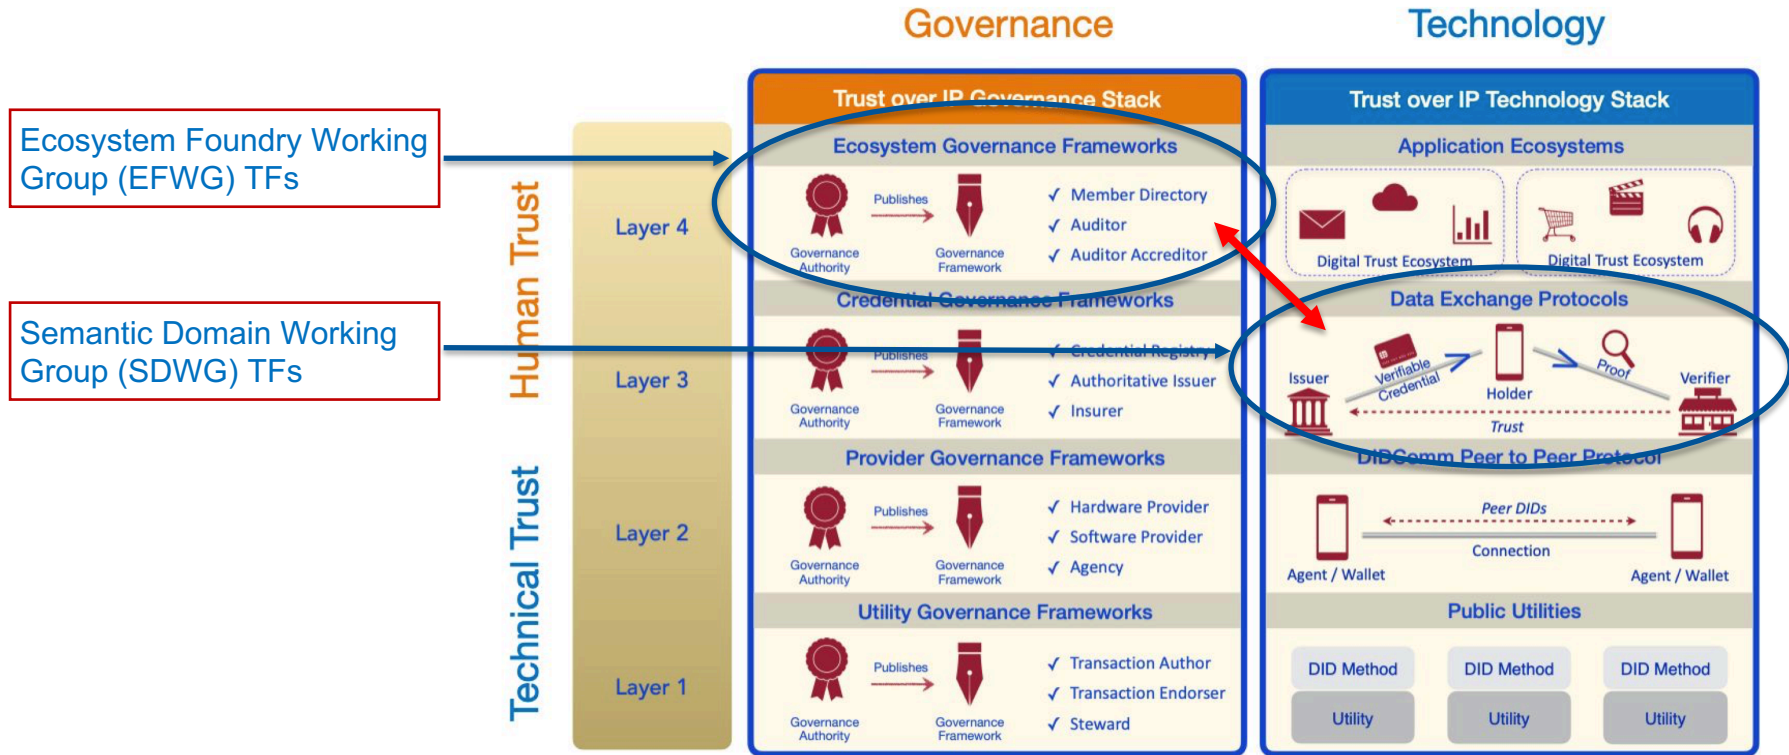 Governance
Technology
Ecosystem Foundry Working
Group (EFWG) TFs
Semantic Domain Working
Group (SDWG) TFs
Human Trust
Technical Trust
Layer 4
Layer 3
Layer 2
Layer 1
Trust over IP Governance Stack
Ecosystem Governance Frameworks
Publishes
Governance
Authority
Governance
Framework
✓ Member Directory
✓ Auditor
✓ Auditor Accreditor
Credential Governance Frameworks
Publishes
Governance
Authority
Governance
Framework
✓ Credential Registry
✓ Authoritative Issuer
✓ Insurer
Provider Governance Frameworks
Publishes
Governance
Authority
Governance
Framework
✓ Hardware Provider
✓ Software Provider
✓ Agency
Utility Governance Frameworks
Publishes
Governance
Authority
Governance
Framework
✓ Transaction Author
✓ Transaction Endorser
✓ Steward
Trust over IP Technology Stack
Application Ecosystems
Digital Trust Ecosystem
Digital Trust Ecosystem
Data Exchange Protocols
Issuer
Verifiable
Credential
Holder
Proof
Verifier
Trust
DIDComm Peer to Peer Protocol
Peer DIDs
Connection
Agent / Wallet
Agent / Wallet
Public Utilities
DID Method
DID Method
DID Method
Utility
Utility
Utility